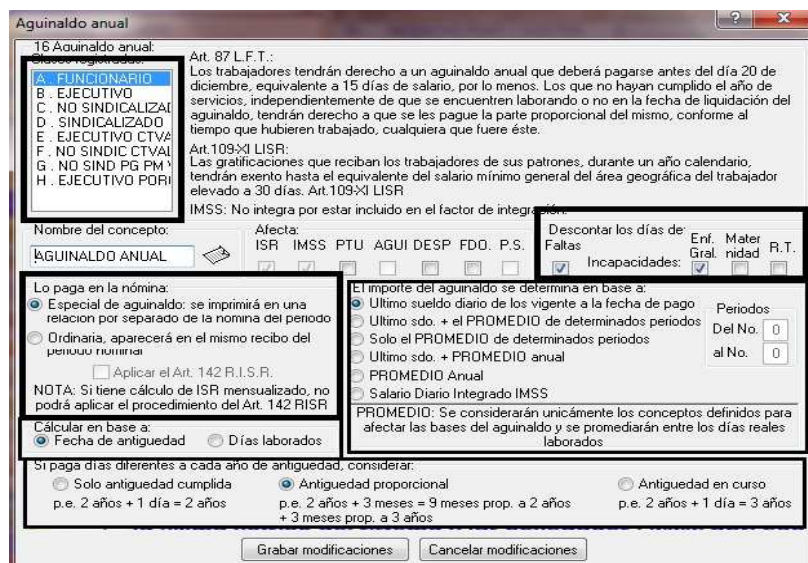 Aguinaldo anual
16 Aguinaldo anual:
Clases registradas:
A . FUNCIONARIO
B . EJECUTIVO
C . NO SINDICALIZA
D . SINDICALIZADO
E . EJECUTIVO CTVA
F . NO SINDIC CTVAL
G . NO SIND PG PM
H . EJECUTIVO PORI
Art. 87 L.F.T.:
Los trabajadores tendrán derecho a un aguinaldo anual que deberá pagarse antes del día 20 de
diciembre, equivalente a 15 días de salario, por lo menos. Los que no hayan cumplido el año de
servicios, independientemente de que se encuentren laborando o no en la fecha de liquidación del
aguinaldo, tendrán derecho a que se les pague la parte proporcional del mismo, conforme al
tiempo que hubieren trabajado, cualquiera que fuere éste.
Art.109-XI LISR:
Las gratificaciones que reciban los trabajadores de sus patrones, durante un año calendario,
tendrán exento hasta el equivalente del salario mínimo general del área geográfica del trabajador
elevado a 30 días. Art.109-XI LISR
IMSS: No integra por estar incluido en el factor de integración.
Nombre del concepto:
AGUINALDO ANUAL
Afecta:
ISR IMSS PTU AGUI DESP FDO. P.S.
Descontar los días de:
Faltas
Incapacidades:
Enf. Gral.
Mater nidad
R.T.
Lo paga en la nómina:
Especial de aguinaldo: se imprimirá en una
relación por separado de la nomina del periodo
Ordinaria, aparecerá en el mismo recibo del
periodo nominal
Aplicar el Art. 142 R.I.S.R.
NOTA: Si tiene cálculo de ISR mensualizado, no
podrá aplicar el procedimiento del Art. 142 RISR
El importe del aguinaldo se determina en base a:
Ultimo sueldo diario de los vigente a la fecha de pago
Ultimo sdo. + el PROMEDIO de determinados periodos
Solo el PROMEDIO de determinados periodos
Ultimo sdo. + PROMEDIO anual
PROMEDIO Anual
Salario Diario Integrado IMSS
Periodos
Del No. 0
al No. 0
PROMEDIO: Se considerarán unicámente los conceptos definidos para
afectar las bases del aguinaldo y se promediarán entre los días reales
laborados
Cálcular en base a:
Fecha de antiguedad Días laborados
Si paga días diferentes a cada año de antiguedad, considerar:
Solo antiguedad cumplida
p.e. 2 años + 1 día = 2 años
Antiguedad proporcional
p.e. 2 años + 3 meses = 9 meses prop. a 2 años
+ 3 meses prop. a 3 años
Antiguedad en curso
p.e. 2 años + 1 día = 3 años
Grabar modificaciones
Cancelar modificaciones